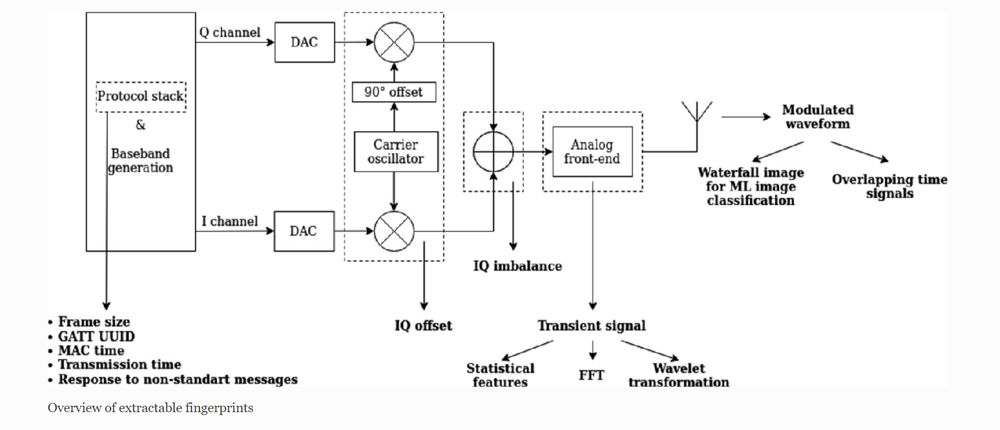 Q channel
DAC
Protocol stack
&
Baseband
generation
90° offset
Carrier
oscillator
I channel
DAC
Analog
front-end
Modulated
waveform
Waterfall image
for ML image
classification
Overlapping time
signals
IQ imbalance
IQ offset
Transient signal
Statistical
features
FFT
Wavelet
transformation
• Frame size
• GATT UUID
• MAC time
• Transmission time
• Response to non-standart messages
Overview of extractable fingerprints